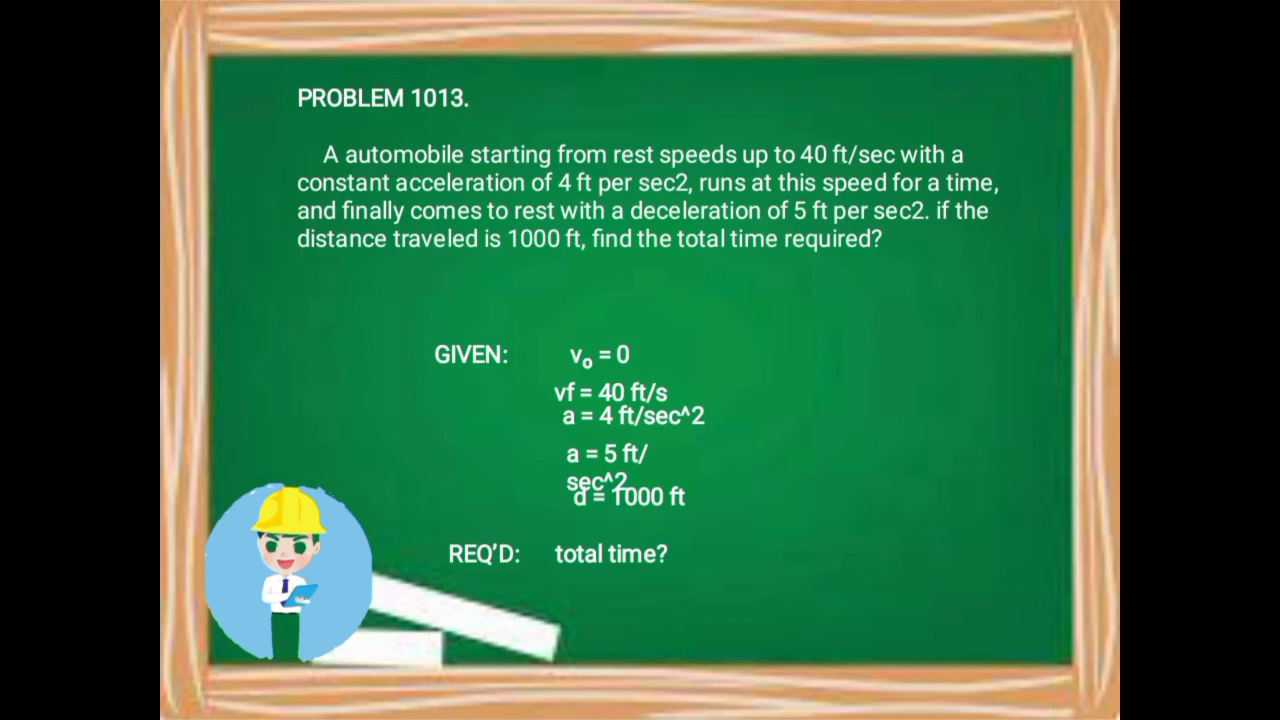 PROBLEM 1013.
A automobile starting from rest speeds up to 40 ft/sec with a
constant acceleration of 4 ft per sec2, runs at this speed for a time,
and finally comes to rest with a deceleration of 5 ft per sec2. if the
distance traveled is 1000 ft, find the total time required?
GIVEN: vo = 0
vf = 40 ft/s
a = 4 ft/sec^2
a = 5 ft/
sec^2
d = 1000 ft
REQ'D: total time?